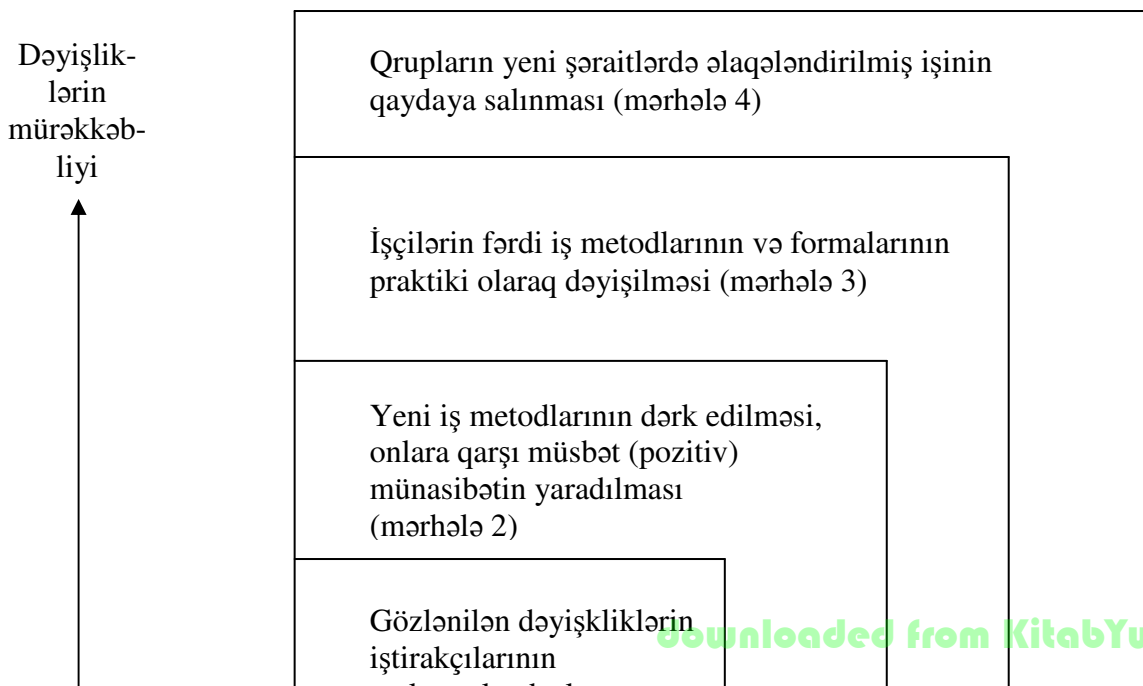 Dəyişlik-
lərin
mürəkkəb-
liyi
Qrupların yeni şəraitlərdə əlaqələndirilmiş işinin
qaydaya salınması (mərhələ 4)
İşçilərin fərdi iş metodlarının və formalarının
praktiki olaraq dəyişilməsi (mərhələ 3)
Yeni iş metodlarının dərk edilməsi,
onlara qarşı müsbət (pozitiv)
münasibətin yaradılması
(mərhələ 2)
Gözlənilən dəyişkliklərin
iştirakçılarının
downloaded from KitabYu